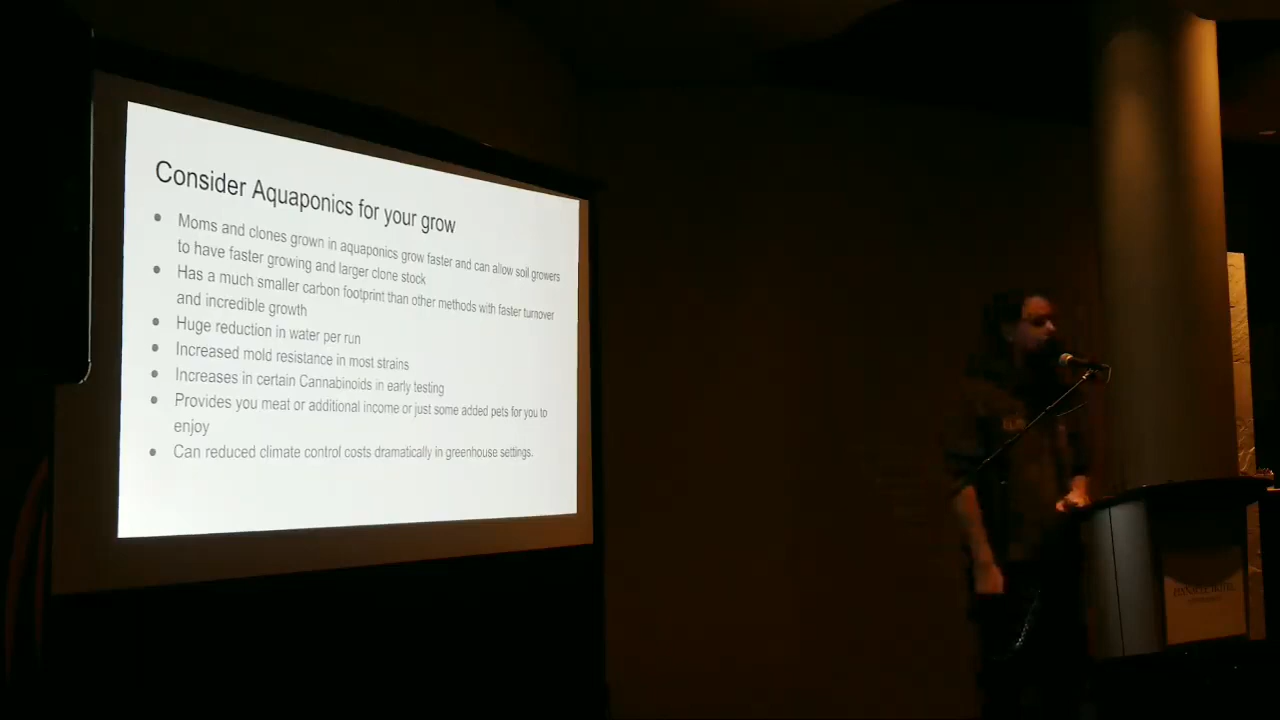 Consider Aquaponics for your grow
● Moms and clones grown in aquaponics grow faster and can allow soil growers
to have faster growing and larger clone stock
● Has a much smaller carbon footprint than other methods with faster turnover
and incredible growth
● Huge reduction in water per run
● Increased mold resistance in most strains
● Increases in certain Cannabinoids in early testing
● Provides you meat or additional income or just some added pets for you to
enjoy
● Can reduced climate control costs dramatically in greenhouse settings.